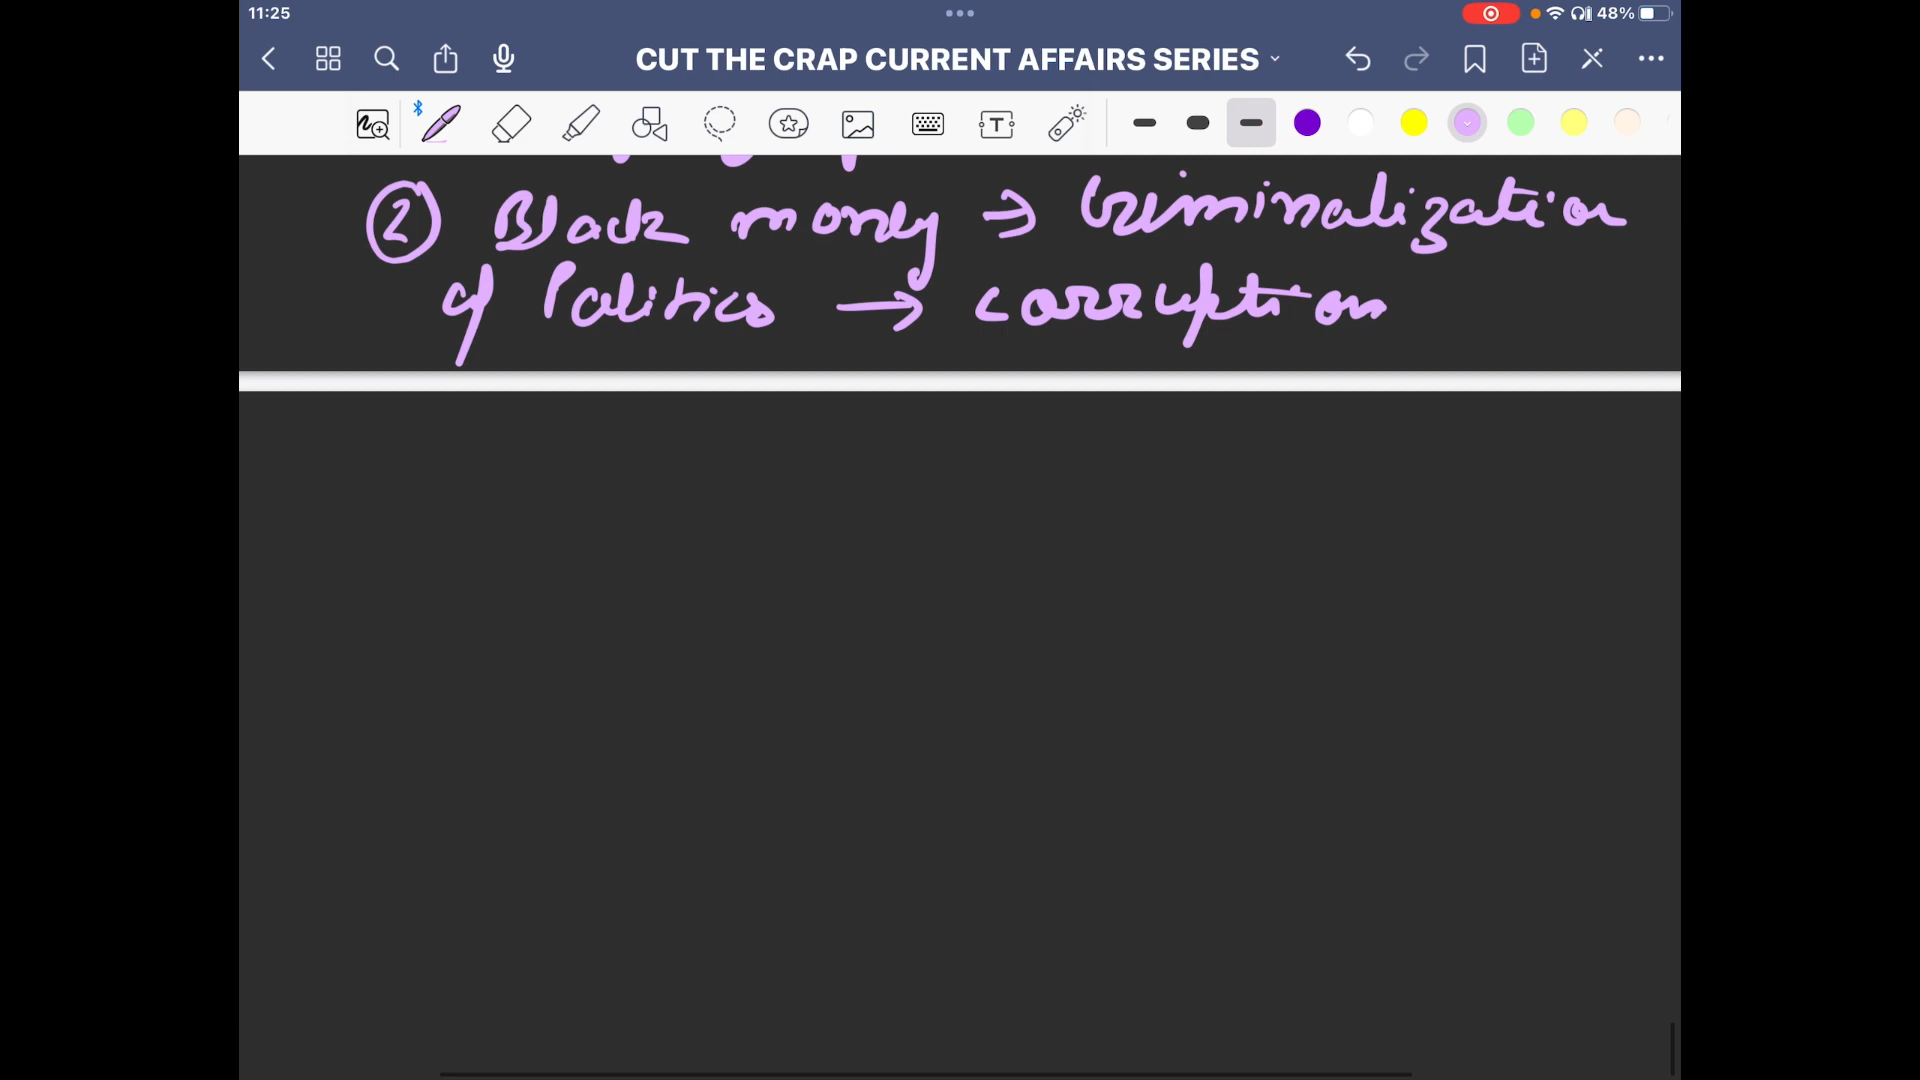 11:25
48%
CUT THE CRAP CURRENT AFFAIRS SERIES
T
② Black money ⇒ Criminalization
of Politics → corruption